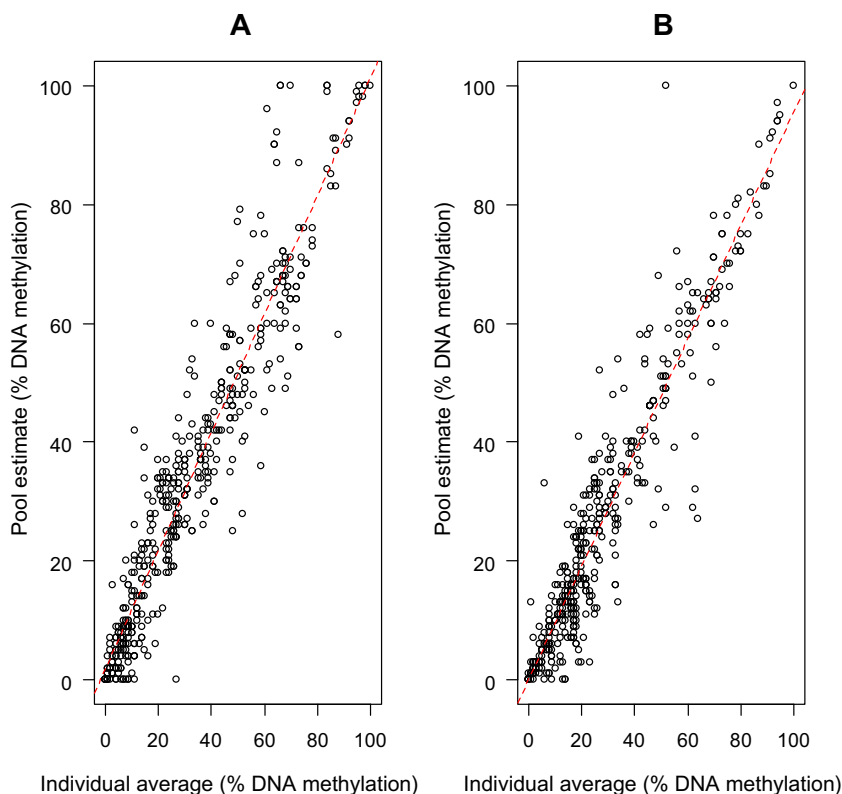 A
B
Pool estimate (% DNA methylation)
100
80
60
40
20
0
0 20 40 60 80 100
Individual average (% DNA methylation)
Pool estimate (% DNA methylation)
100
80
60
40
20
0
0 20 40 60 80 100
Individual average (% DNA methylation)